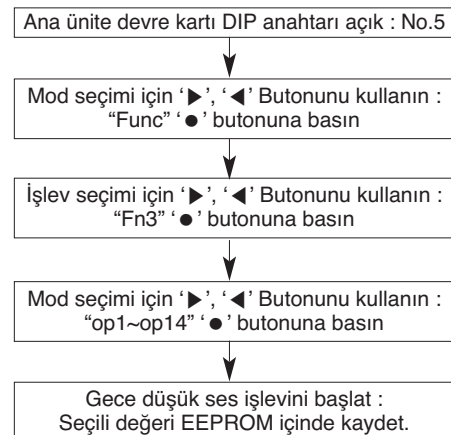 Ana ünite devre kartı DIP anahtarı açık : No.5
Mod seçimi için ‘▶’, ‘◀’ Butonunu kullanın :
“Func” ‘●’ butonuna basın
İşlev seçimi için ‘▶’, ‘◀’ Butonunu kullanın :
“Fn3” ‘●’ butonuna basın
Mod seçimi için ‘▶’, ‘◀’ Butonunu kullanın :
“op1~op14” ‘●’ butonuna basın
Gece düşük ses işlevini başlat :
Seçili değeri EEPROM içinde kaydet.